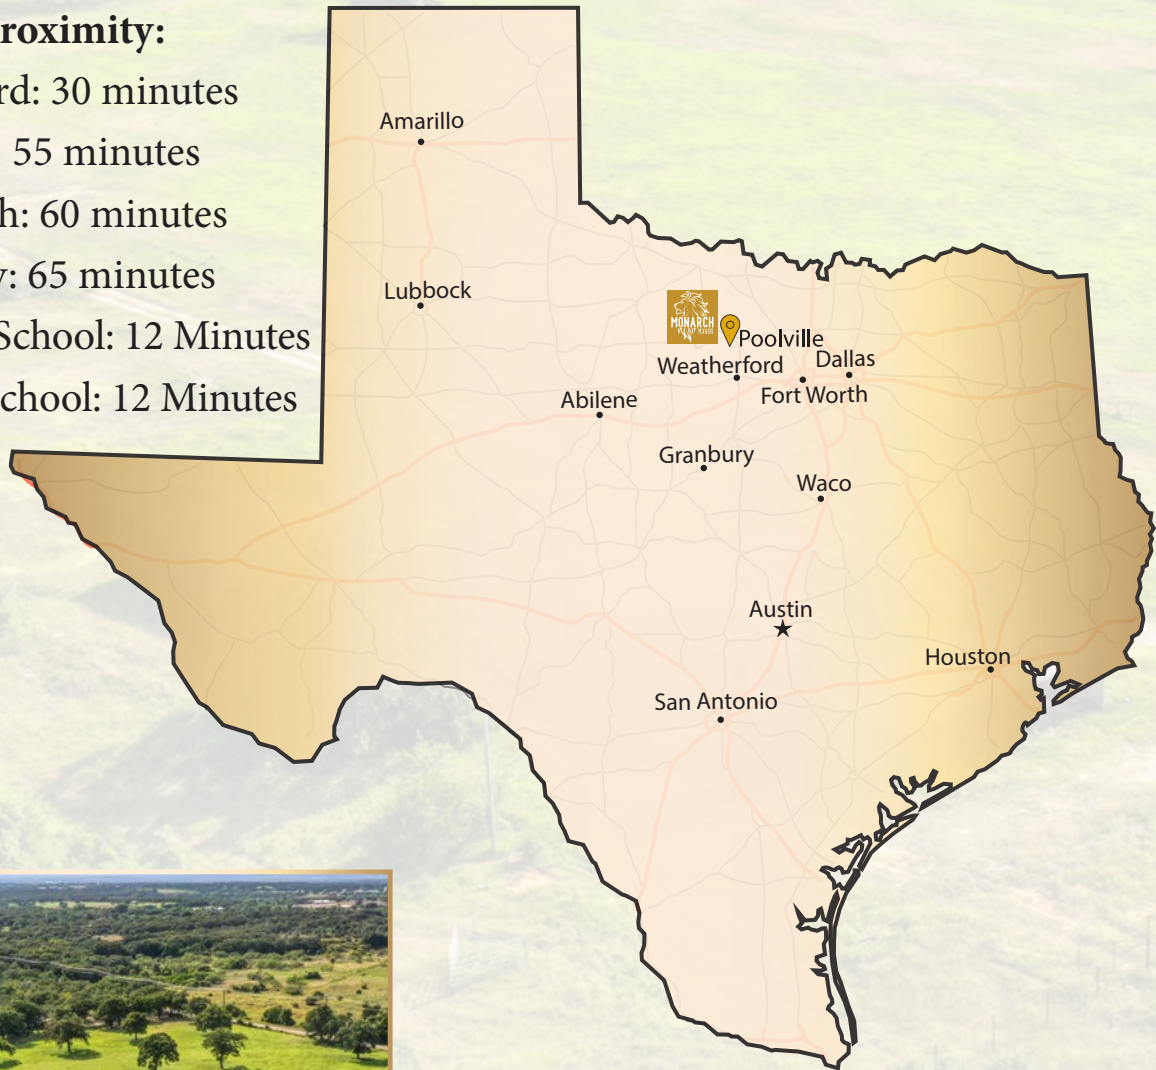 roximity:
rd: 30 minutes
55 minutes
h: 60 minutes
y: 65 minutes
School: 12 Minutes
chool: 12 Minutes
Amarillo
Lubbock
MONARCH
Poolville
Weatherford
Dallas
Fort Worth
Abilene
Granbury
Waco
Austin
Houston
San Antonio